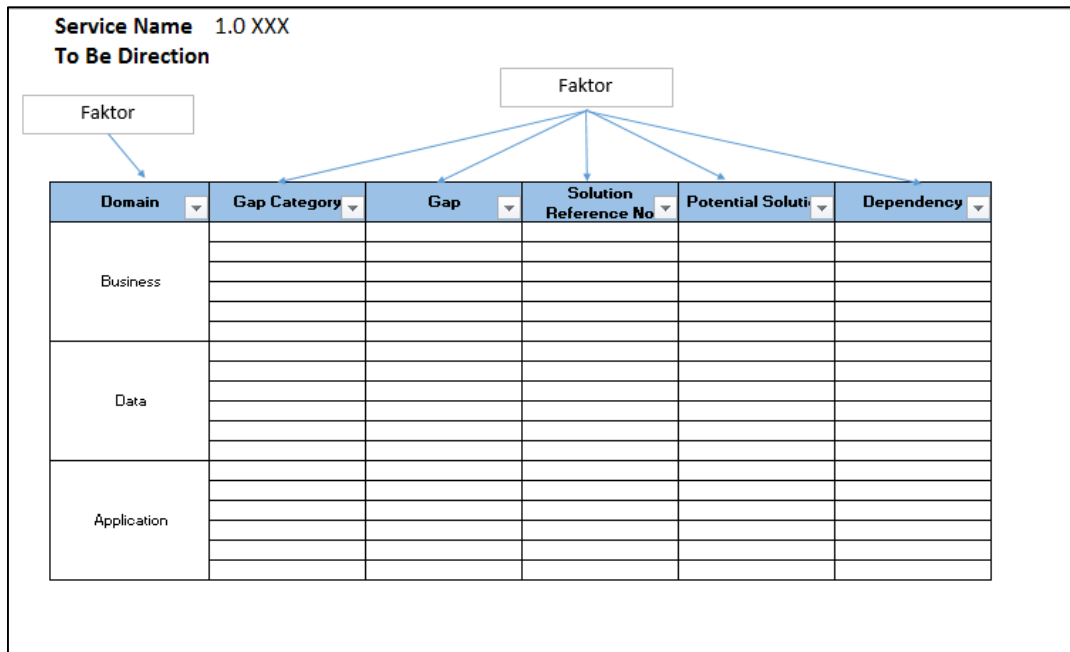 Service Name 1.0 XXX
To Be Direction
Faktor
Faktor
Domain
Gap Category
Gap
Solution
Reference No
Potential Soluti
Dependency
Business
Data
Application